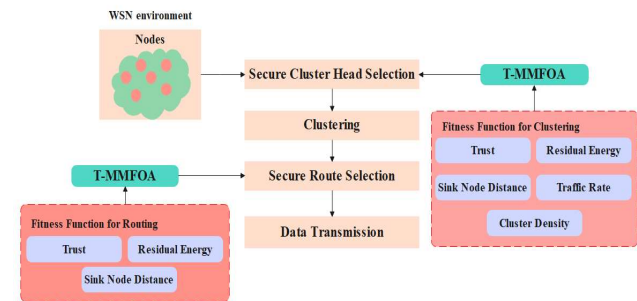 WSN environment
Nodes
Secure Cluster Head Selection
T-MMFOA
Clustering
Fitness Function for Clustering
Trust
Residual Energy
Sink Node Distance
Traffic Rate
Cluster Density
T-MMFOA
Secure Route Selection
Fitness Function for Routing
Trust
Residual Energy
Sink Node Distance
Data Transmission